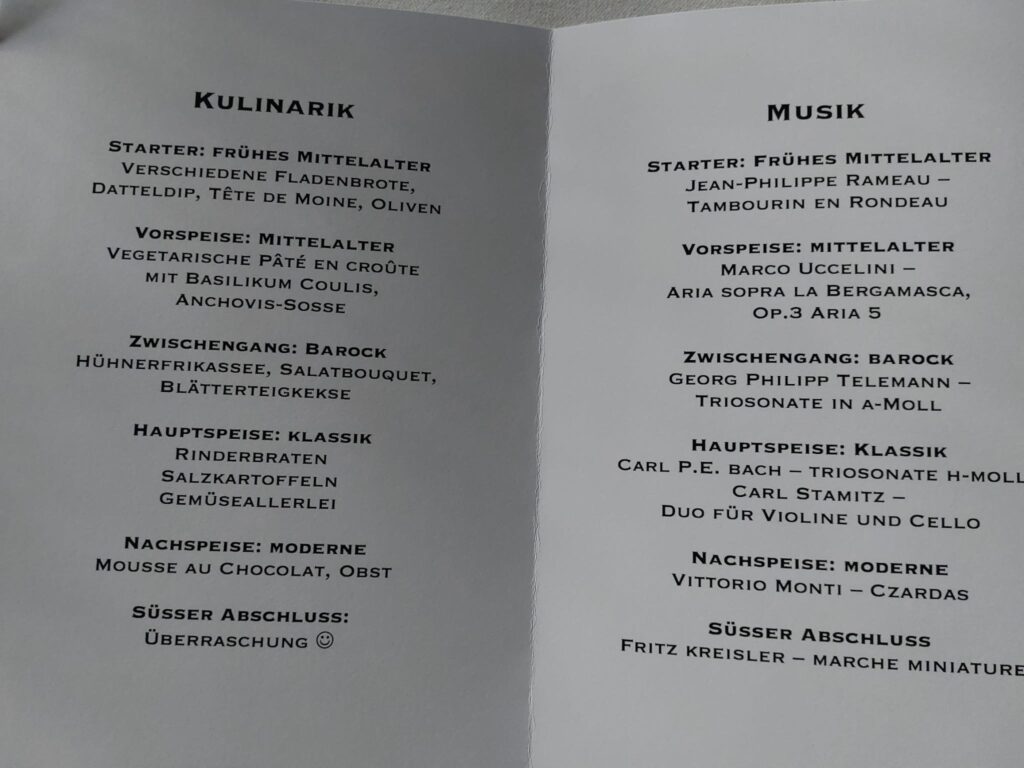 Kulinarik
Starter: frühes Mittelalter
Verschiedene Fladenbrote,
Datteldip, Tête de Moine, Oliven
Vorspeise: Mittelalter
Vegetarische Pâté en croûte
mit Basilikum Coulis,
Anchovis-Sosse
Zwischengang: Barock
Hühnerfrikassee, Salatbouquet,
Blätterteigkekse
Hauptspeise: klassik
Rinderbraten
Salzkartoffeln
Gemüseallerlei
Nachspeise: moderne
Mousse au Chocolat, Obst
Süsser Abschluss:
Überraschung ☺
Musik
Starter: Frühes Mittelalter
Jean-Philippe Rameau –
Tambourin en Rondeau
Vorspeise: mittelalter
Marco Uccelini –
Aria sopra la Bergamasca,
Op.3 Aria 5
Zwischengang: barock
Georg Philipp Telemann –
Triosonate in a-Moll
Hauptspeise: Klassik
Carl P.E. bach – triosonate h-moll
Carl Stamitz –
Duo für Violine und Cello
Nachspeise: moderne
Vittorio Monti – Czardas
Süsser Abschluss
Fritz kreisler – marche miniature